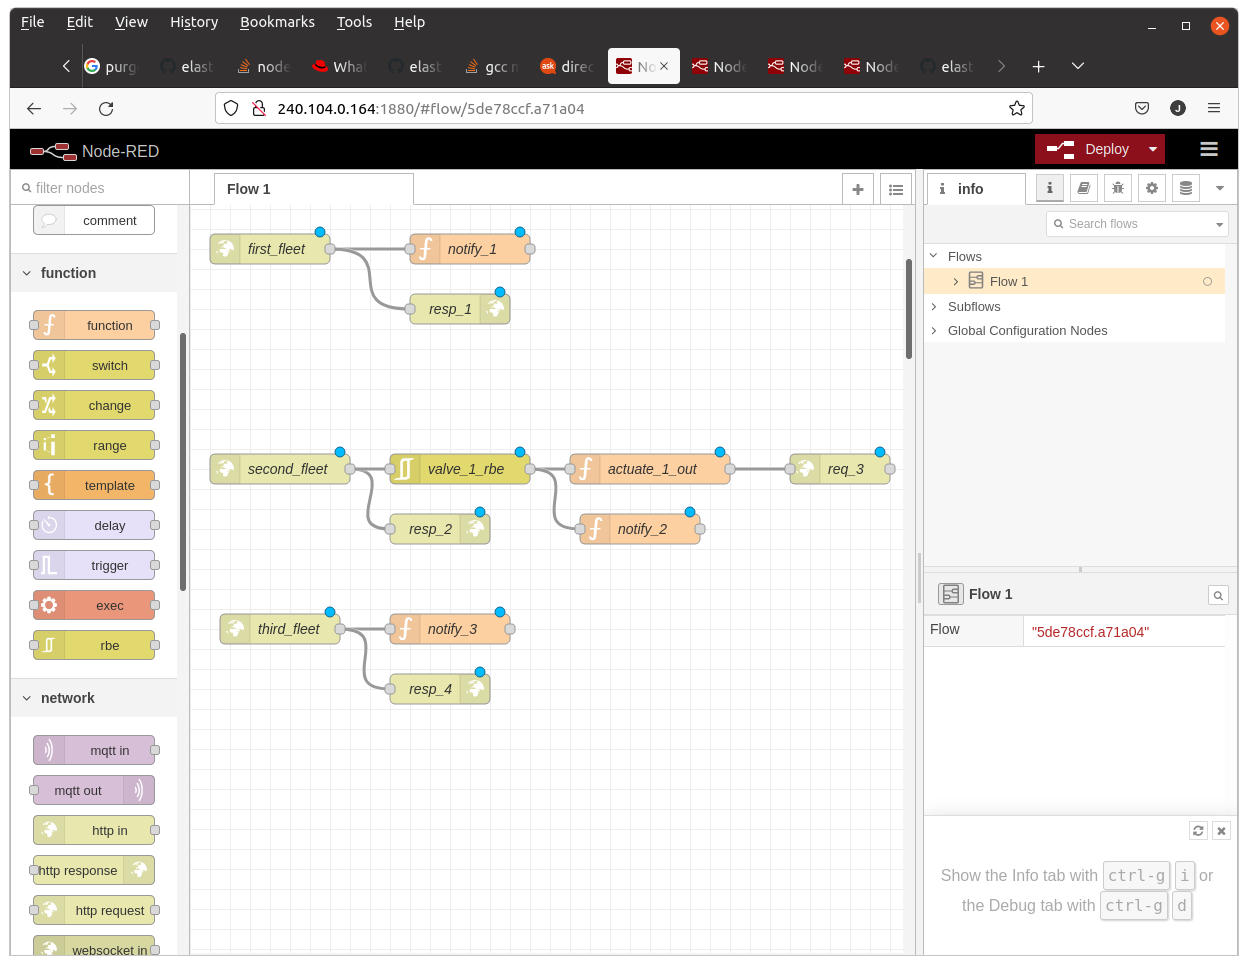 File Edit View History Bookmarks Tools Help
purg elast node Wha elast gcc direc No Node Node Node elast
240.104.0.164:1880/#flow/5de78ccf.a71a04
Node-RED Deploy
filter nodes Flow 1 info
comment
Search flows
function
function
switch
change
range
template
delay
trigger
exec
rbe
network
mqtt in
mqtt out
http in
http response
http request
websocket in
first_fleet notify_1
resp_1
second_fleet valve_1_rbe actuate_1_out req_3
resp_2 notify_2
third_fleet notify_3
resp_4
Flows
Flow 1
Subflows
Global Configuration Nodes
Flow 1
Flow "5de78ccf.a71a04"
Show the Info tab with ctrl-g i or
the Debug tab with ctrl-g d